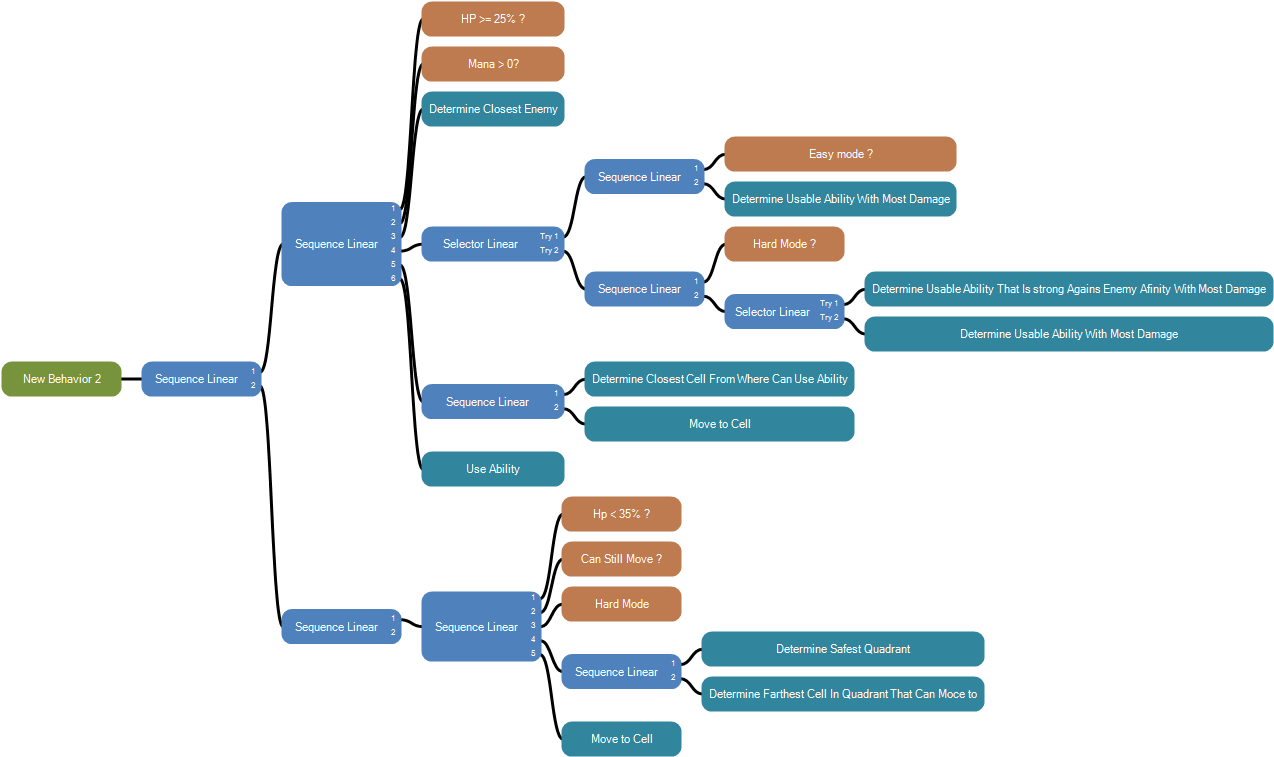 HP >= 25% ?
Mana > 0?
Determine Closest Enemy
Easy mode ?
Sequence Linear
1
2
Determine Usable Ability With Most Damage
Sequence Linear
1
2
3
4
5
6
Selector Linear
Try 1
Try 2
Hard Mode ?
Sequence Linear
1
2
Determine Usable Ability That Is strong Agains Enemy Afinity With Most Damage
Selector Linear
Try 1
Try 2
Determine Usable Ability With Most Damage
New Behavior 2
Sequence Linear
1
2
Determine Closest Cell From Where Can Use Ability
Sequence Linear
1
2
Move to Cell
Use Ability
Hp < 35% ?
Can Still Move ?
Hard Mode
Sequence Linear
1
2
Sequence Linear
1
2
3
4
5
Determine Safest Quadrant
Sequence Linear
1
2
Determine Farthest Cell In Quadrant That Can Moce to
Move to Cell